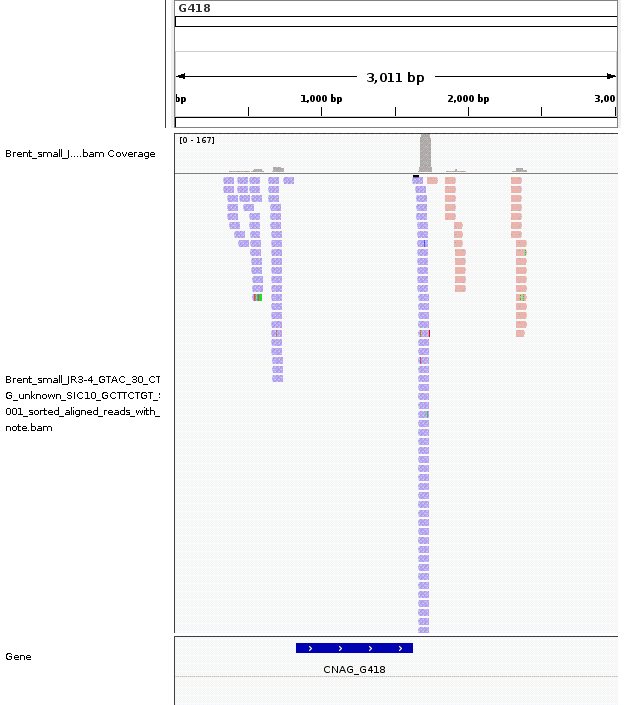 G418
3,011 bp
bp 1,000 bp 2,000 bp 3,00
[0 - 167]
Brent_small_J....bam Coverage
Brent_small_JR3-4_GTAC_30_CT
G_unknown_SIC10_GCTTCTGT_
001_sorted_aligned_reads_with_
note.bam
Gene
CNAG_G418